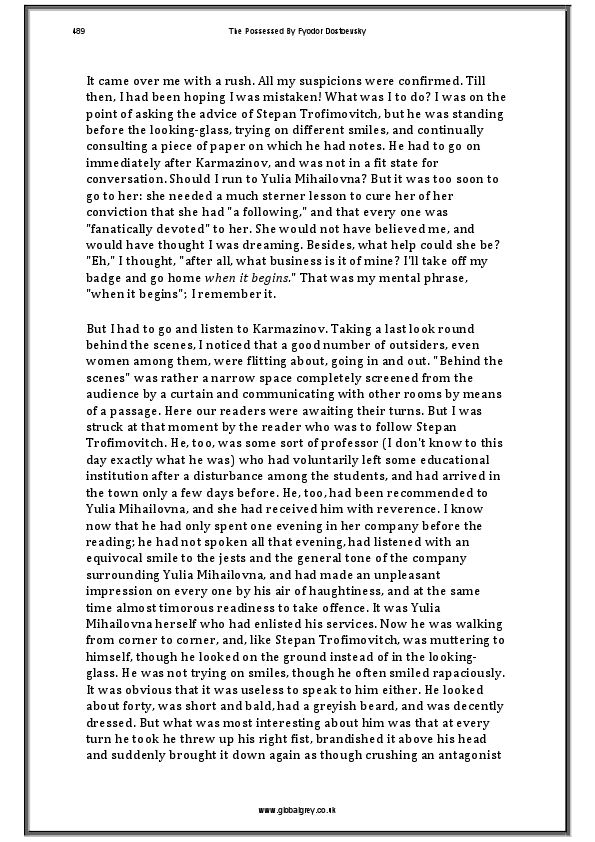 489
The Possessed By Fyodor Dostoevsky
It came over me with a rush. All my suspicions were confirmed. Till
then, I had been hoping I was mistaken! What was I to do? I was on the
point of asking the advice of Stepan Trofimovitch, but he was standing
before the looking-glass, trying on different smiles, and continually
consulting a piece of paper on which he had notes. He had to go on
immediately after Karmazinov, and was not in a fit state for
conversation. Should I run to Yulia Mihailovna? But it was too soon to
go to her: she needed a much sterner lesson to cure her of her
conviction that she had "a following," and that every one was
"fanatically devoted" to her. She would not have believed me, and
would have thought I was dreaming. Besides, what help could she be?
"Eh," I thought, "after all, what business is it of mine? I'll take off my
badge and go home when it begins." That was my mental phrase,
"when it begins"; I remember it.
But I had to go and listen to Karmazinov. Taking a last look round
behind the scenes, I noticed that a good number of outsiders, even
women among them, were flitting about, going in and out. "Behind the
scenes" was rather a narrow space completely screened from the
audience by a curtain and communicating with other rooms by means
of a passage. Here our readers were awaiting their turns. But I was
struck at that moment by the reader who was to follow Stepan
Trofimovitch. He, too, was some sort of professor (I don't know to this
day exactly what he was) who had voluntarily left some educational
institution after a disturbance among the students, and had arrived in
the town only a few days before. He, too, had been recommended to
Yulia Mihailovna, and she had received him with reverence. I know
now that he had only spent one evening in her company before the
reading; he had not spoken all that evening, had listened with an
equivocal smile to the jests and the general tone of the company
surrounding Yulia Mihailovna, and had made an unpleasant
impression on every one by his air of haughtiness, and at the same
time almost timorous readiness to take offence. It was Yulia
Mihailovna herself who had enlisted his services. Now he was walking
from corner to corner, and, like Stepan Trofimovitch, was muttering to
himself, though he looked on the ground instead of in the looking-
glass. He was not trying on smiles, though he often smiled rapaciously.
It was obvious that it was useless to speak to him either. He looked
about forty, was short and bald, had a greyish beard, and was decently
dressed. But what was most interesting about him was that at every
turn he took he threw up his right fist, brandished it above his head
and suddenly brought it down again as though crushing an antagonist
www.globalgrey.co.uk